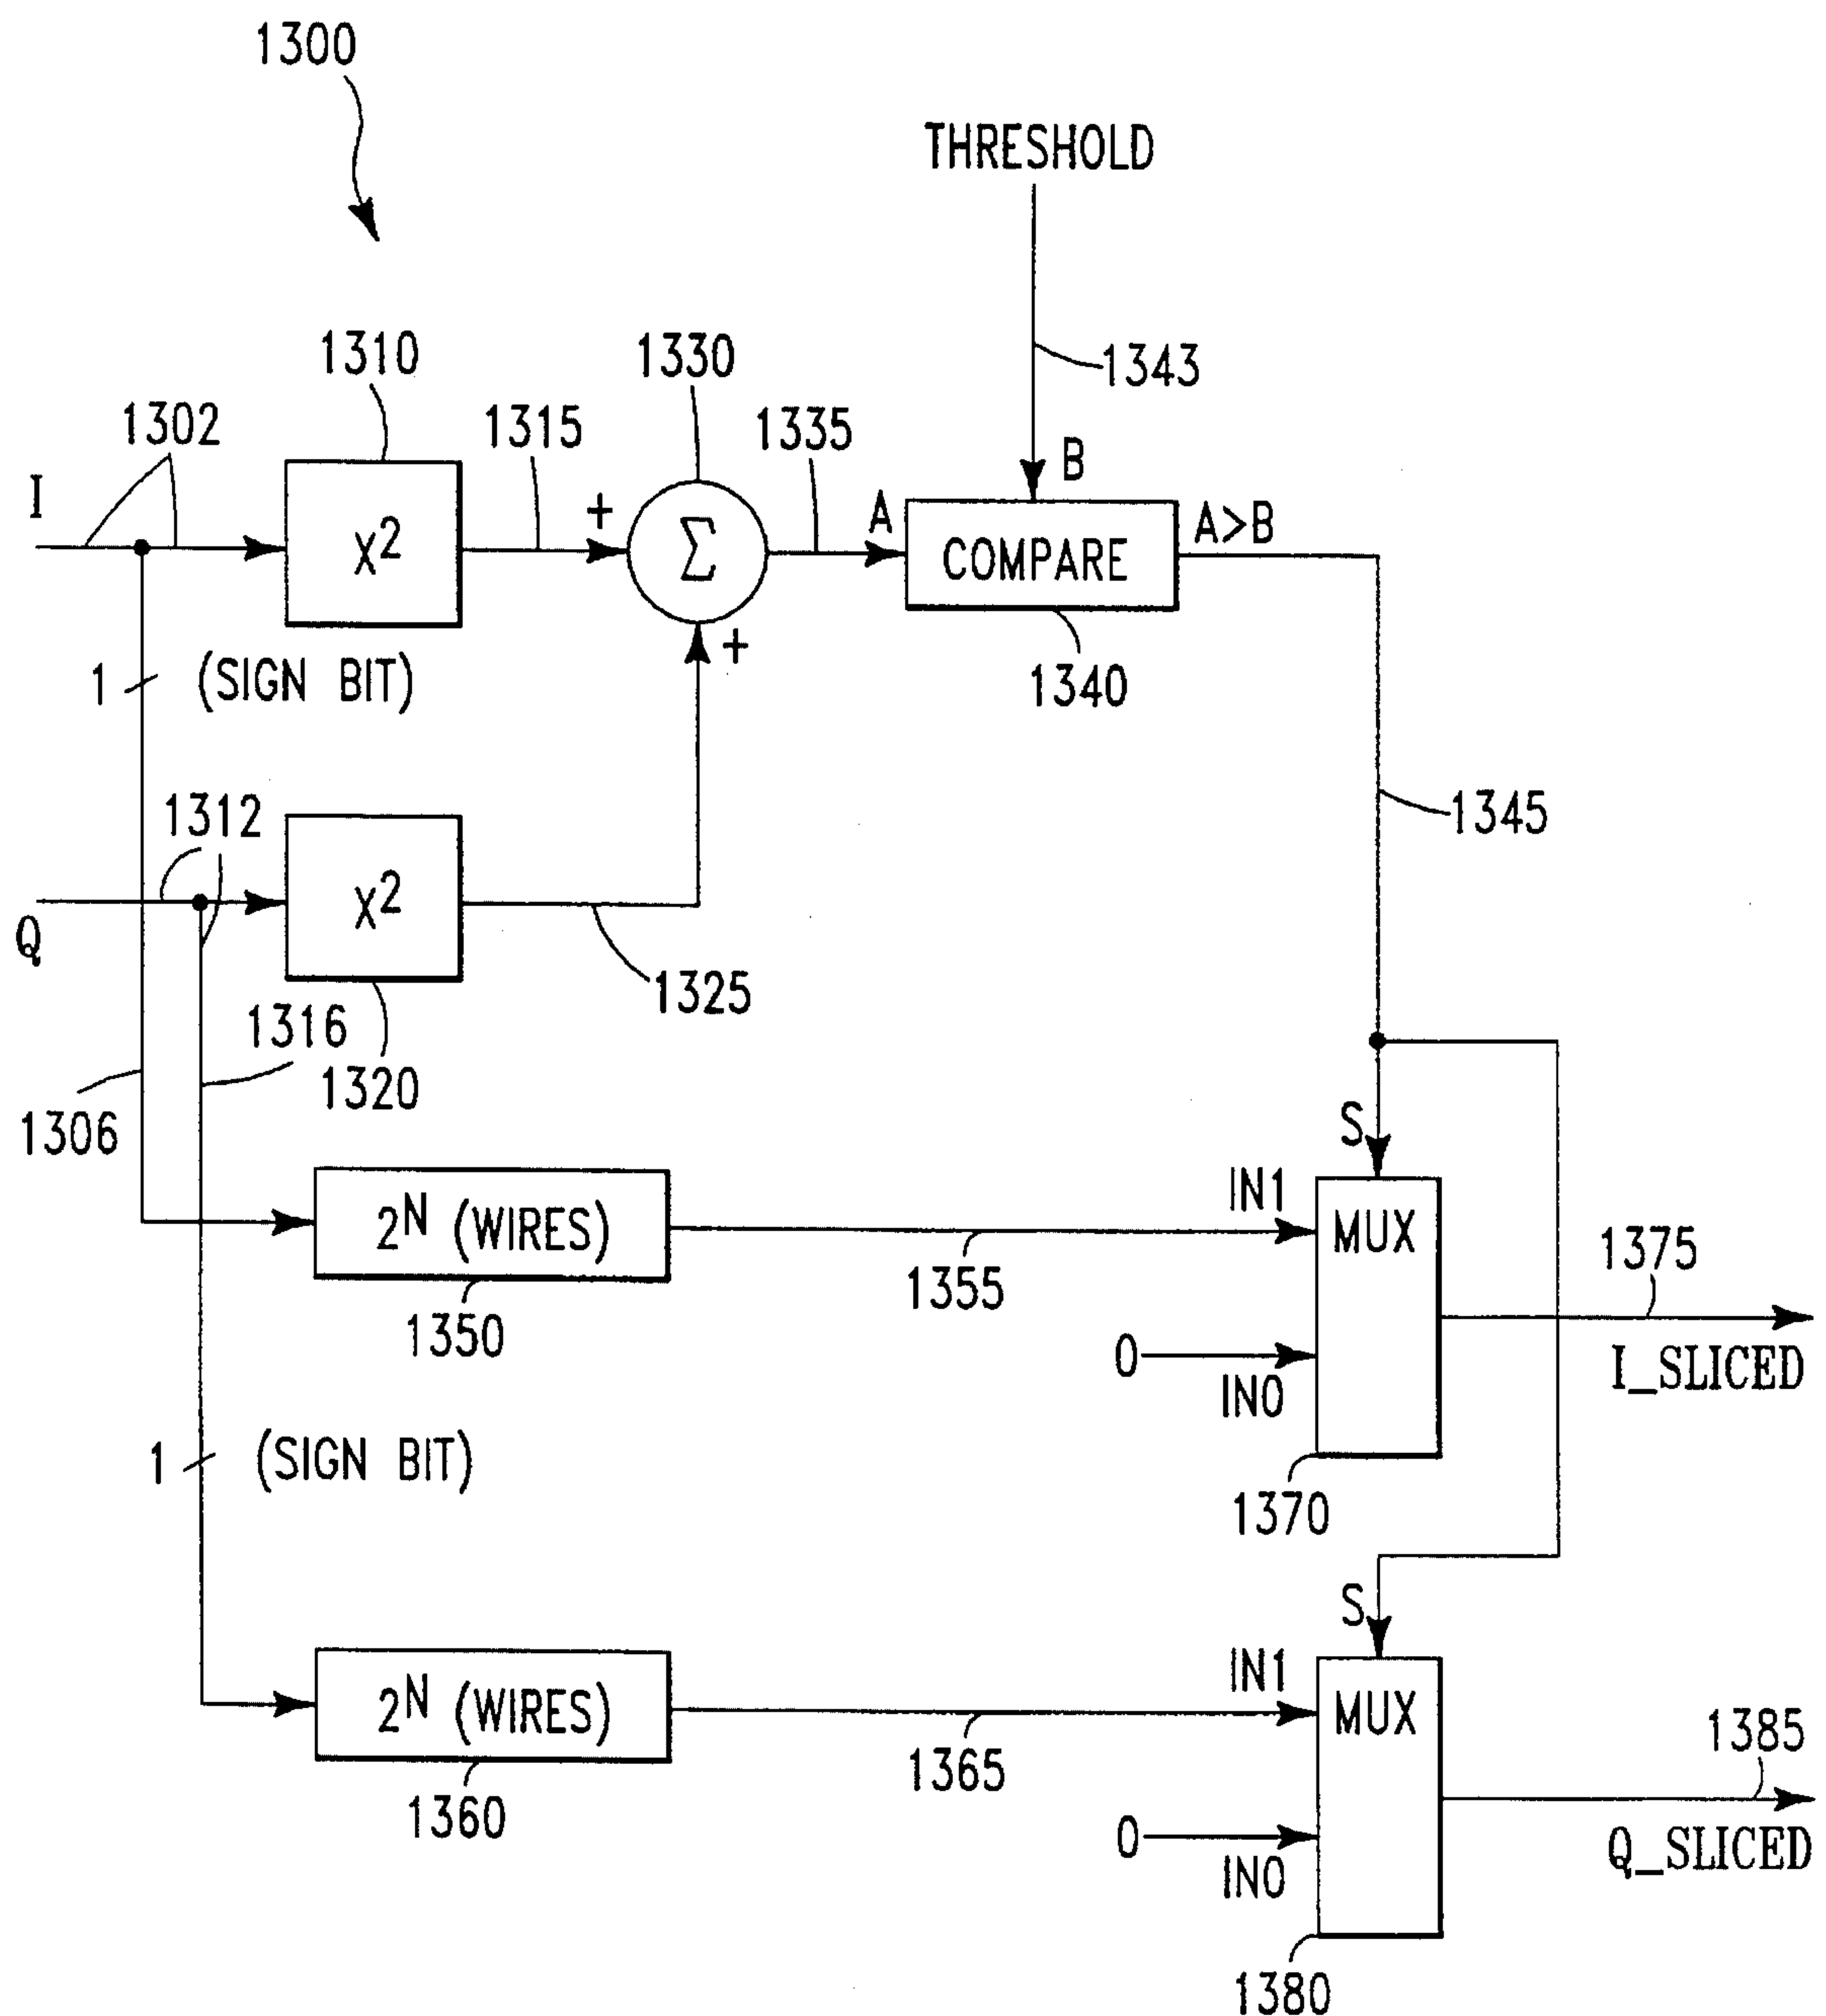 1300
THRESHOLD
1310
1330
1343
1302
1315
1335
B
I
X2
+
Σ
A
COMPARE
A>B
+
1
(SIGN BIT)
1340
1312
1345
X2
Q
1325
1316
1320
1306
S
IN1
2N (WIRES)
MUX
1375
1355
1350
0
I_SLICED
IN0
1
(SIGN BIT)
1370
S
IN1
2N (WIRES)
MUX
1385
1365
1360
0
Q_SLICED
IN0
1380